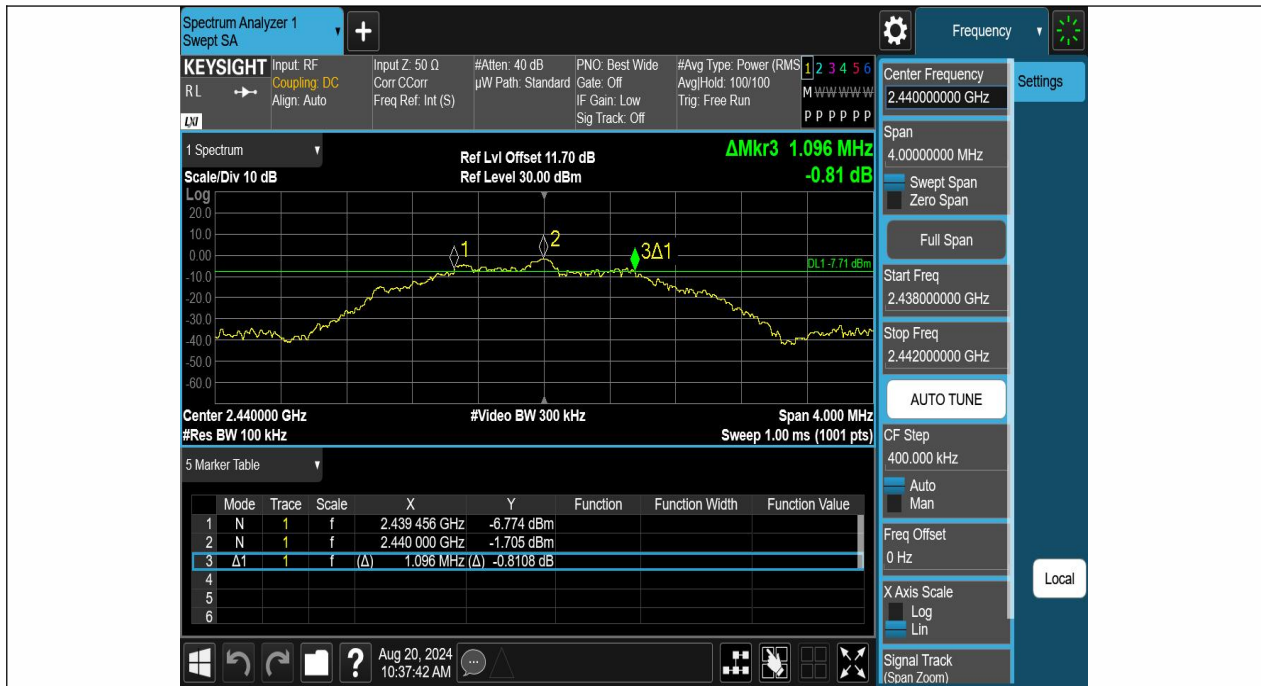 Spectrum Analyzer 1
Swept SA
+
Frequency
KEYSIGHT
RL
LXI
Input: RF
Coupling: DC
Align: Auto
Input Z: 50 Ω
Corr CCorr
Freq Ref: Int (S)
#Atten: 40 dB
µW Path: Standard
PNO: Best Wide
Gate: Off
IF Gain: Low
Sig Track: Off
#Avg Type: Power (RMS
Avg|Hold: 100/100
Trig: Free Run
1 2 3 4 5 6
M W W W W W
P P P P P P
1 Spectrum
Scale/Div 10 dB
Ref Lvl Offset 11.70 dB
Ref Level 30.00 dBm
ΔMkr3 1.096 MHz
-0.81 dB
Log
20.0
10.0
0.00
-10.0
-20.0
-30.0
-40.0
-50.0
-60.0
1
2
3Δ1
DL1 -7.71 dBm
Center 2.440000 GHz
#Res BW 100 kHz
#Video BW 300 kHz
Span 4.000 MHz
Sweep 1.00 ms (1001 pts)
5 Marker Table
Mode Trace Scale X Y Function Function Width Function Value
1 N 1 f 2.439 456 GHz -6.774 dBm
2 N 1 f 2.440 000 GHz -1.705 dBm
3 Δ1 1 f (Δ) 1.096 MHz (Δ) -0.8108 dB
4
5
6
Aug 20, 2024
10:37:42 AM
?
Center Frequency
2.440000000 GHz
Settings
Span
4.00000000 MHz
Swept Span
Zero Span
Full Span
Start Freq
2.438000000 GHz
Stop Freq
2.442000000 GHz
AUTO TUNE
CF Step
400.000 kHz
Auto
Man
Freq Offset
0 Hz
X Axis Scale
Log
Lin
Local
Signal Track
(Span Zoom)